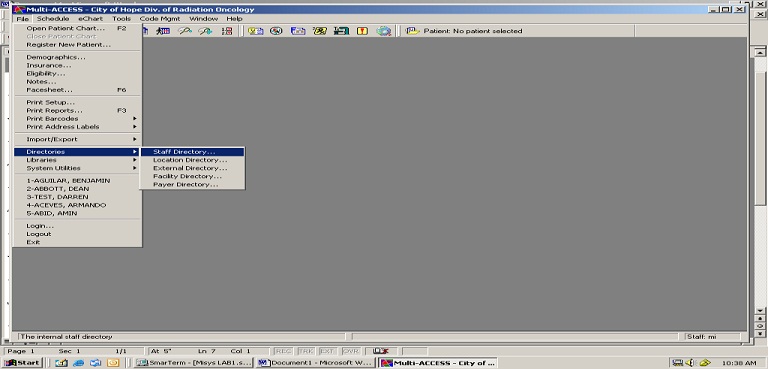 Multi-ACCESS - City of Hope Div. of Radiation Oncology
File Schedule eChart Tools Code Mgmt Window Help
Open Patient Chart... F2
Close Patient Chart
Register New Patient...
Patient: No patient selected
Demographics...
Insurance...
Eligibility...
Notes...
Facesheet... F6
Print Setup...
Print Reports... F3
Print Barcodes
Print Address Labels
Import/Export
Directories
Staff Directory...
Libraries
Location Directory...
System Utilities
External Directory...
Facility Directory...
Payer Directory...
1-AGUILAR, BENJAMIN
2-ABBOTT, DEAN
3-TEST, DARREN
4-ACEVES, ARMANDO
5-ABID, AMIN
Login...
Logout
Exit
The internal staff directory Staff: mi
Page 1 Sec 1 1/1 At 5" Ln 7 Col 1 REC TRK EXT OVR
Start SmarTerm - [Misys LAB1.s... Document1 - Microsoft W... Multi-ACCESS - City of ... 10:38 AM